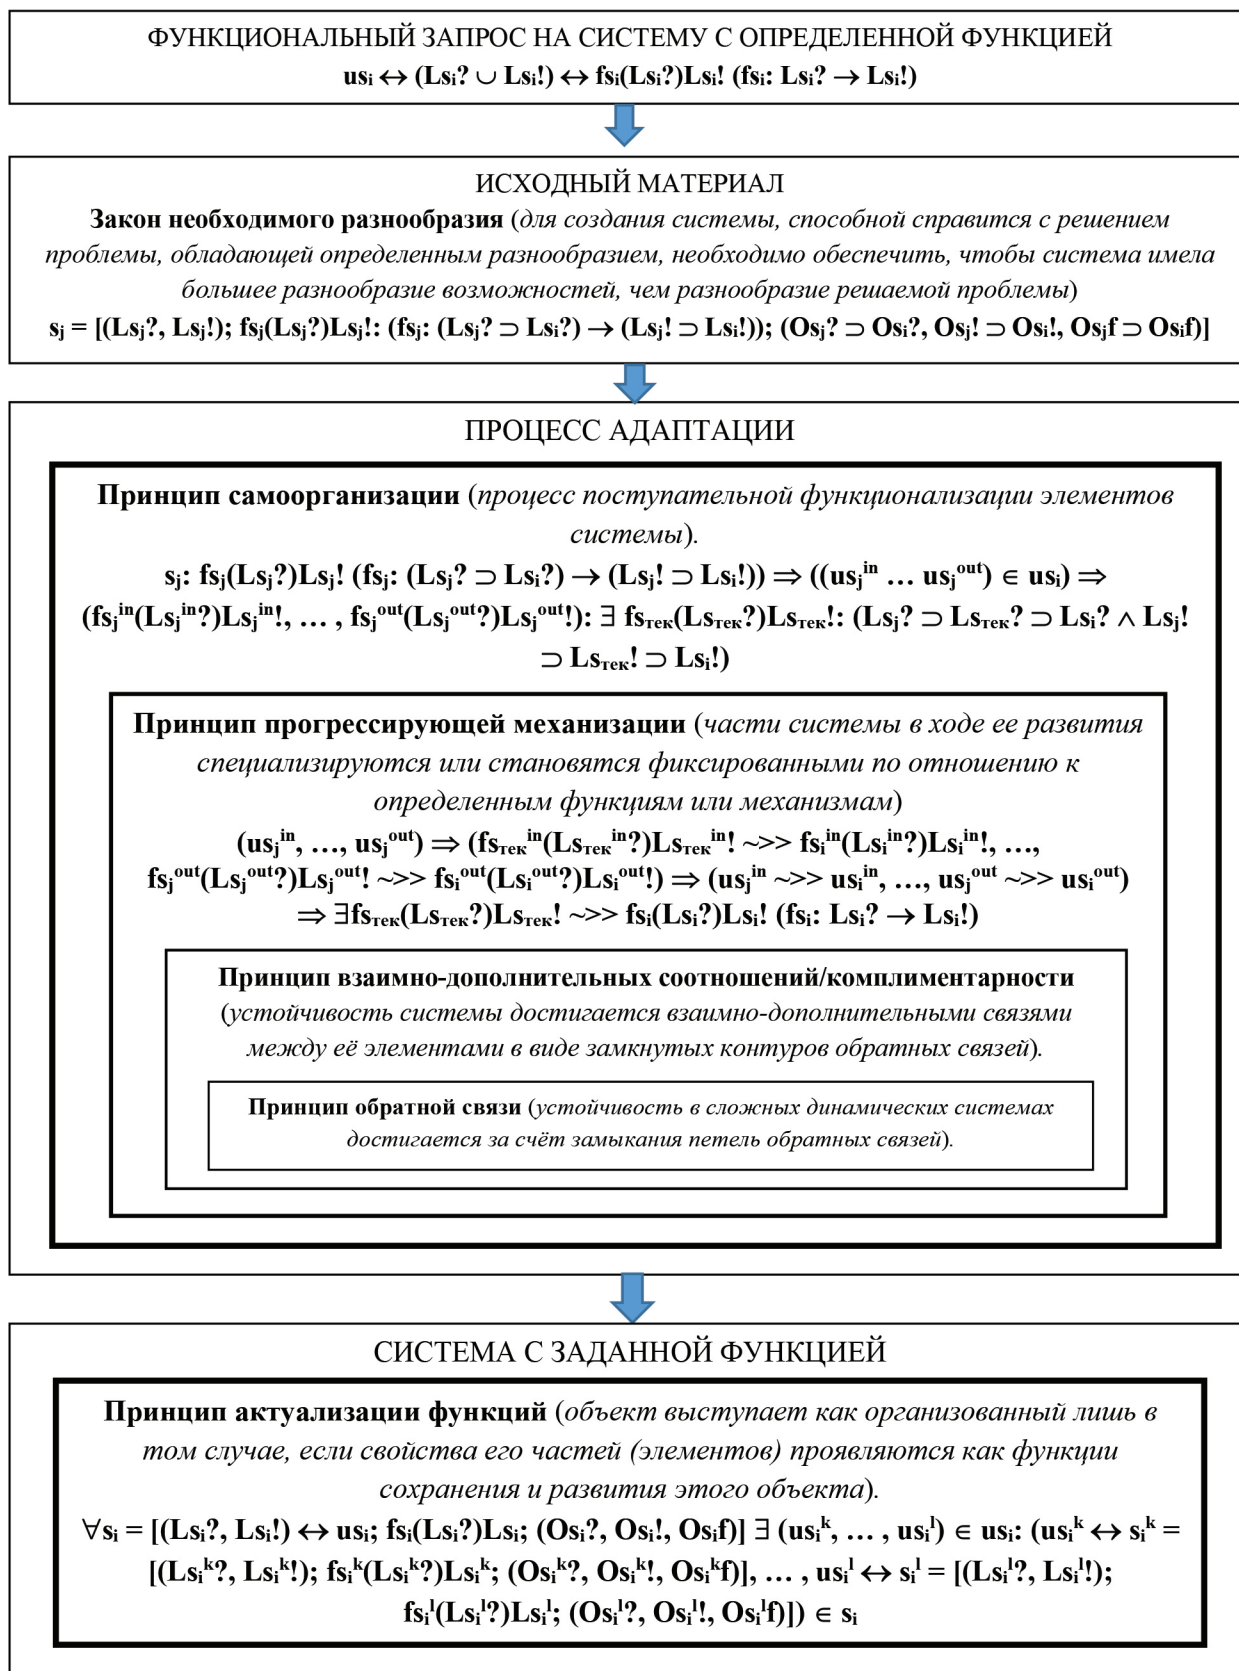 ФУНКЦИОНАЛЬНЫЙ ЗАПРОС НА СИСТЕМУ С ОПРЕДЕЛЕННОЙ ФУНКЦИЕЙ
usᵢ ↔ (Lsᵢ? ∪ Lsᵢ!) ↔ fsᵢ(Lsᵢ?)Lsᵢ! (fsᵢ: Lsᵢ? → Lsᵢ!)
ИСХОДНЫЙ МАТЕРИАЛ
Закон необходимого разнообразия (для создания системы, способной справится с решением
проблемы, обладающей определенным разнообразием, необходимо обеспечить, чтобы система имела
большее разнообразие возможностей, чем разнообразие решаемой проблемы)
sⱼ = [(Lsⱼ?, Lsⱼ!); fsⱼ(Lsⱼ?)Lsⱼ!: (fsⱼ: (Lsⱼ? ⊃ Lsᵢ?) → (Lsⱼ! ⊃ Lsᵢ!)); (Osⱼ? ⊃ Osᵢ?, Osⱼ! ⊃ Osᵢ!, Osⱼf ⊃ Osᵢf)]
ПРОЦЕСС АДАПТАЦИИ
Принцип самоорганизации (процесс поступательной функционализации элементов
системы).
sⱼ: fsⱼ(Lsⱼ?)Lsⱼ! (fsⱼ: (Lsⱼ? ⊃ Lsᵢ?) → (Lsⱼ! ⊃ Lsᵢ!)) ⇒ ((usⱼⁱⁿ … usⱼᵒᵘᵗ) ∈ usᵢ) ⇒
(fsⱼⁱⁿ(Lsⱼⁱⁿ?)Lsⱼⁱⁿ!, … , fsⱼᵒᵘᵗ(Lsⱼᵒᵘᵗ?)Lsⱼᵒᵘᵗ!): ∃ fsтек(Lsтек?)Lsтек!: (Lsⱼ? ⊃ Lsтек? ⊃ Lsᵢ? ∧ Lsⱼ!
⊃ Lsтек! ⊃ Lsᵢ!)
Принцип прогрессирующей механизации (части системы в ходе ее развития
специализируются или становятся фиксированными по отношению к
определенным функциям или механизмам)
(usⱼⁱⁿ, …, usⱼᵒᵘᵗ) ⇒ (fsтекⁱⁿ(Lsтекⁱⁿ?)Lsтекⁱⁿ! ~>> fsᵢⁱⁿ(Lsᵢⁱⁿ?)Lsᵢⁱⁿ!, …,
fsⱼᵒᵘᵗ(Lsⱼᵒᵘᵗ?)Lsⱼᵒᵘᵗ! ~>> fsᵢᵒᵘᵗ(Lsᵢᵒᵘᵗ?)Lsᵢᵒᵘᵗ!) ⇒ (usⱼⁱⁿ ~>> usᵢⁱⁿ, …, usⱼᵒᵘᵗ ~>> usᵢᵒᵘᵗ)
⇒ ∃fsтек(Lsтек?)Lsтек! ~>> fsᵢ(Lsᵢ?)Lsᵢ! (fsᵢ: Lsᵢ? → Lsᵢ!)
Принцип взаимно-дополнительных соотношений/комплиментарности
(устойчивость системы достигается взаимно-дополнительными связями
между её элементами в виде замкнутых контуров обратных связей).
Принцип обратной связи (устойчивость в сложных динамических системах
достигается за счёт замыкания петель обратных связей).
СИСТЕМА С ЗАДАННОЙ ФУНКЦИЕЙ
Принцип актуализации функций (объект выступает как организованный лишь в
том случае, если свойства его частей (элементов) проявляются как функции
сохранения и развития этого объекта).
∀sᵢ = [(Lsᵢ?, Lsᵢ!) ↔ usᵢ; fsᵢ(Lsᵢ?)Lsᵢ; (Osᵢ?, Osᵢ!, Osᵢf)] ∃ (usᵢᵏ, … , usᵢˡ) ∈ usᵢ: (usᵢᵏ ↔ sᵢᵏ =
[(Lsᵢᵏ?, Lsᵢᵏ!); fsᵢᵏ(Lsᵢᵏ?)Lsᵢᵏ; (Osᵢᵏ?, Osᵢᵏ!, Osᵢᵏf)], … , usᵢˡ ↔ sᵢˡ = [(Lsᵢˡ?, Lsᵢˡ!);
fsᵢˡ(Lsᵢˡ?)Lsᵢˡ; (Osᵢˡ?, Osᵢˡ!, Osᵢˡf)]) ∈ sᵢ